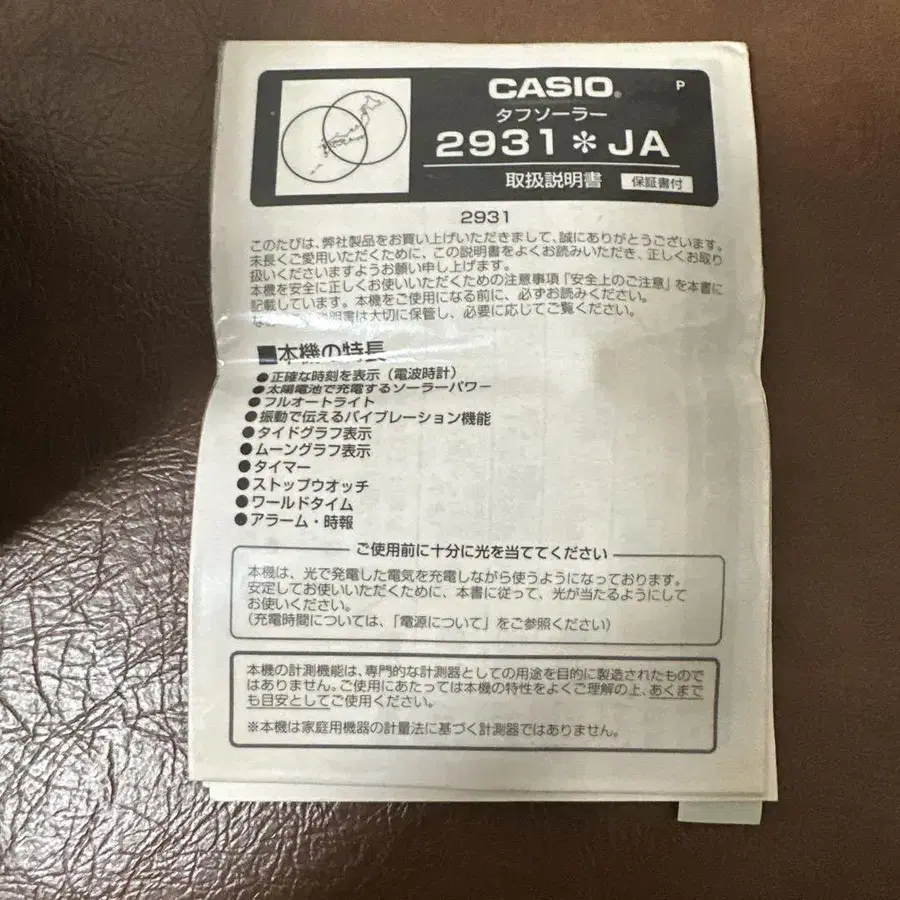 CASIO®
P
タフソーラー
2931＊JA
取扱説明書 保証書付
2931
このたびは、弊社製品をお買い上げいただきまして、誠にありがとうございます。
末長くご愛用いただくために、この説明書をよくお読みいただき、正しくお取り
扱いくださいますようお願い申し上げます。
本機を安全に正しくお使いいただくための注意事項「安全上のご注意」を本書に
記載しています。本機をご使用になる前に、必ずお読みください。
説明書は大切に保管し、必要に応じてご覧ください。
■本機の特長
●正確な時刻を表示（電波時計）
●太陽電池で充電するソーラーパワー
●フルオートライト
●振動で伝えるバイブレーション機能
●タイドグラフ表示
●ムーングラフ表示
●タイマー
●ストップウオッチ
●ワールドタイム
●アラーム・時報
ご使用前に十分に光を当ててください
本機は、光で発電した電気を充電しながら使うようになっております。
安定してお使いいただくために、本書に従って、光が当たるようにして
お使いください。
（充電時間については、「電源について」をご参照ください）
本機の計測機能は、専門的な計測器としての用途を目的に製造されたもので
はありません。ご使用にあたっては本機の特性をよくご理解の上、あくまで
も目安としてご使用ください。
※本機は家庭用機器の計量法に基づく計測器ではありません。